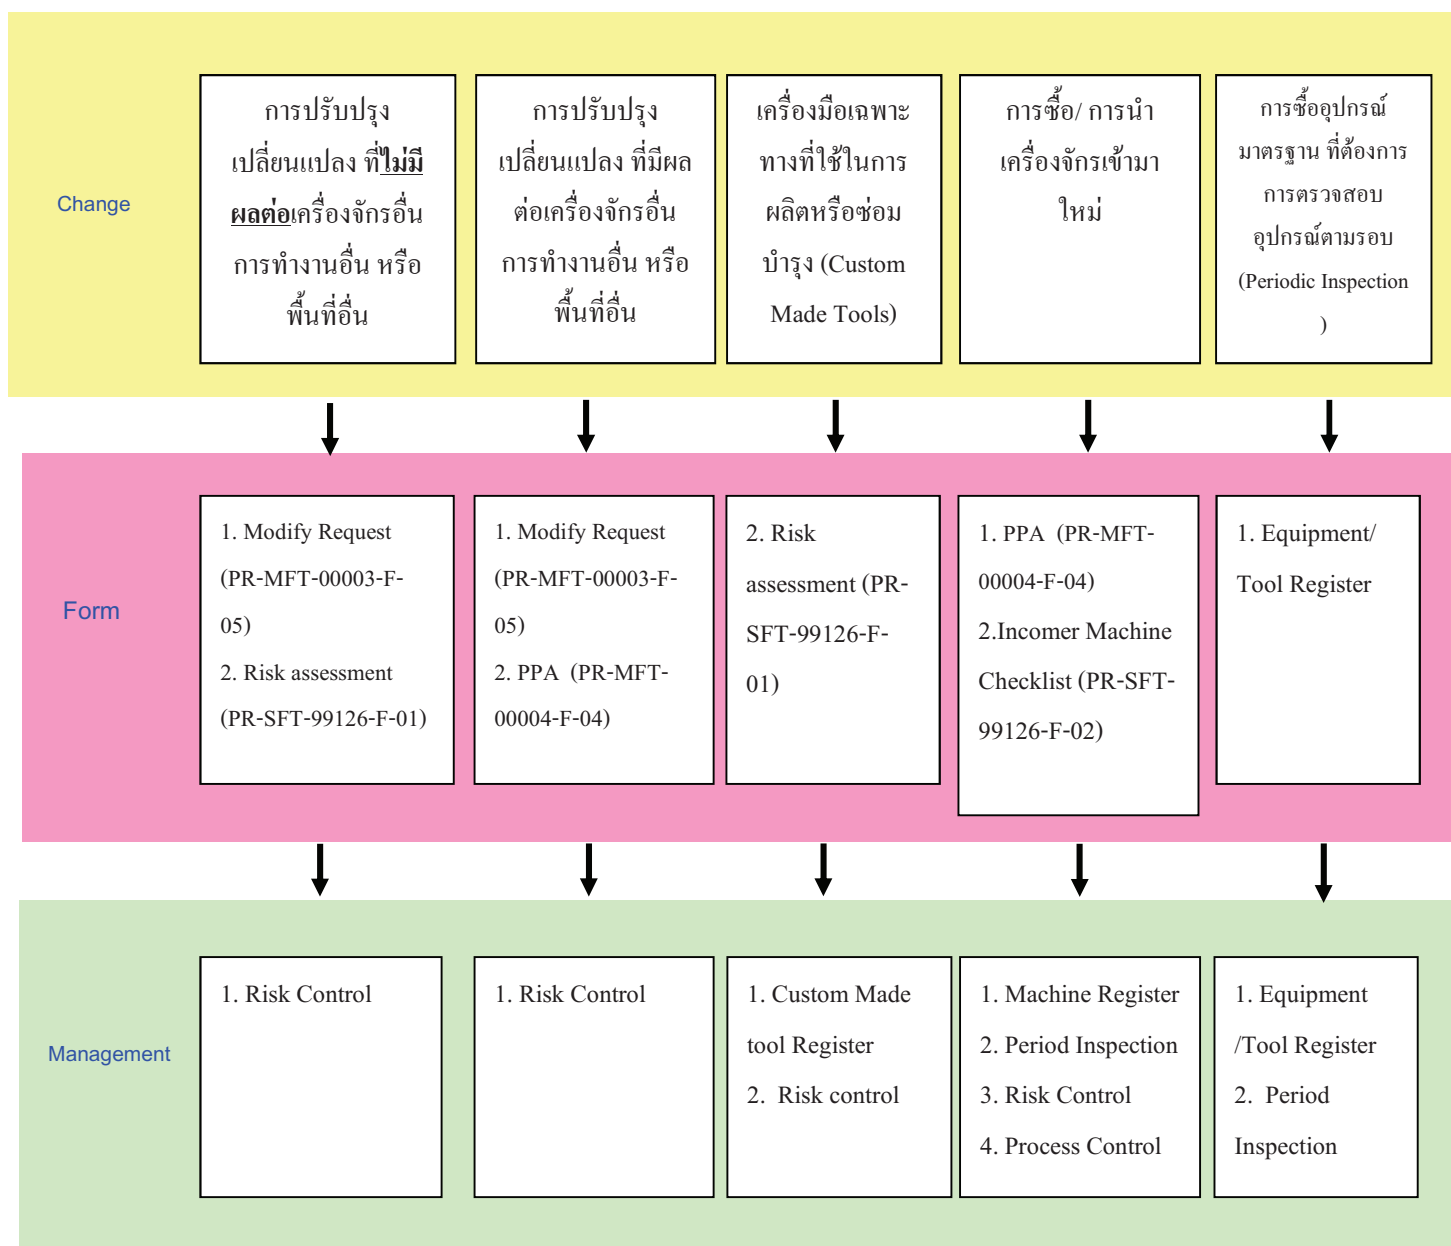 Change
การปรับปรุง
เปลี่ยนแปลง ที่ไม่มี
ผลต่อเครื่องจักรอื่น
การทำงานอื่น หรือ
พื้นที่อื่น
การปรับปรุง
เปลี่ยนแปลง ที่มีผล
ต่อเครื่องจักรอื่น
การทำงานอื่น หรือ
พื้นที่อื่น
เครื่องมือเฉพาะ
ทางที่ใช้ในการ
ผลิตหรือซ่อม
บำรุง (Custom
Made Tools)
การซื้อ/ การนำ
เครื่องจักรเข้ามา
ใหม่
การซื้ออุปกรณ์
มาตรฐาน ที่ต้องการ
การตรวจสอบ
อุปกรณ์ตามรอบ
(Periodic Inspection
)
Form
1. Modify Request
(PR-MFT-00003-F-
05)
2. Risk assessment
(PR-SFT-99126-F-01)
1. Modify Request
(PR-MFT-00003-F-
05)
2. PPA (PR-MFT-
00004-F-04)
2. Risk
assessment (PR-
SFT-99126-F-
01)
1. PPA (PR-MFT-
00004-F-04)
2.Incomer Machine
Checklist (PR-SFT-
99126-F-02)
1. Equipment/
Tool Register
Management
1. Risk Control
1. Risk Control
1. Custom Made
tool Register
2. Risk control
1. Machine Register
2. Period Inspection
3. Risk Control
4. Process Control
1. Equipment
/Tool Register
2. Period
Inspection